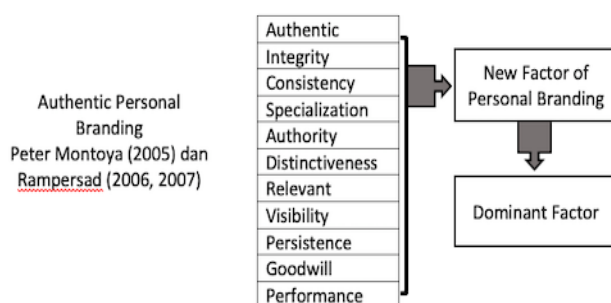 Authentic Personal
Branding
Peter Montoya (2005) dan
Rampersad (2006, 2007)
Authentic
Integrity
Consistency
Specialization
Authority
Distinctiveness
Relevant
Visibility
Persistence
Goodwill
Performance
New Factor of
Personal Branding
Dominant Factor